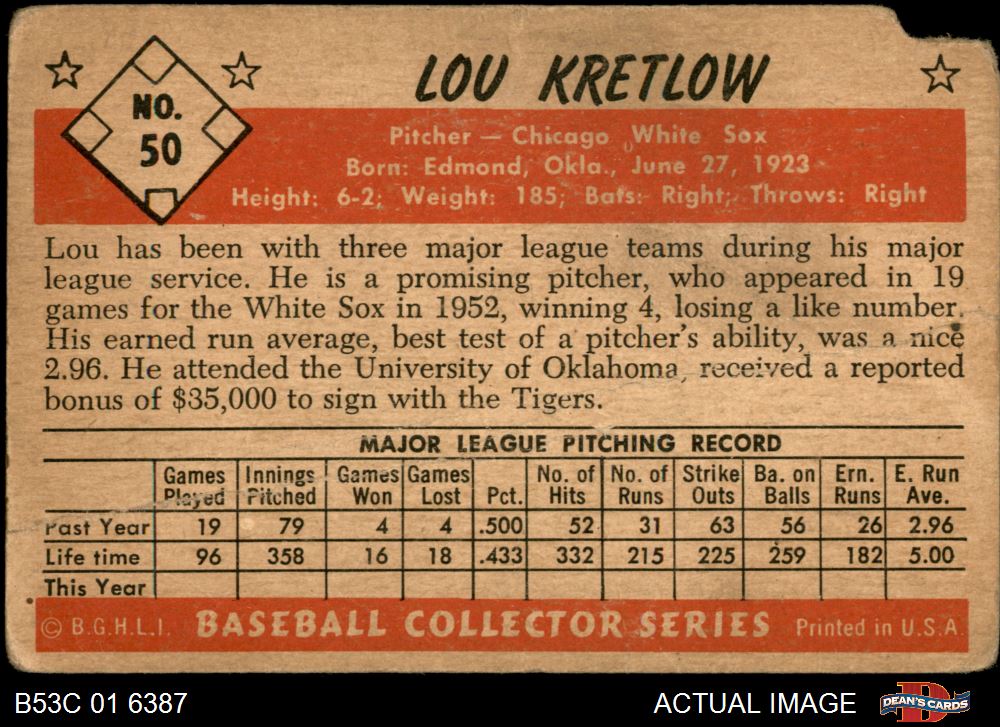 NO.
50
LOU KRETLOW
Pitcher — Chicago White Sox
Born: Edmond, Okla., June 27, 1923
Height: 6-2; Weight: 185; Bats: Right; Throws: Right
Lou has been with three major league teams during his major
league service. He is a promising pitcher, who appeared in 19
games for the White Sox in 1952, winning 4, losing a like number.
His earned run average, best test of a pitcher's ability, was a nice
2.96. He attended the University of Oklahoma, received a reported
bonus of $35,000 to sign with the Tigers.
MAJOR LEAGUE PITCHING RECORD
Games Innings Games Games No. of No. of Strike Ba. on Ern. E. Run
Played Pitched Won Lost Pct. Hits Runs Outs Balls Runs Ave.
Past Year 19 79 4 4 .500 52 31 63 56 26 2.96
Life time 96 358 16 18 .433 332 215 225 259 182 5.00
This Year
© B.G.H.L.I. BASEBALL COLLECTOR SERIES Printed in U.S.A.
B53C 01 6387 ACTUAL IMAGE DEAN'S CARDS